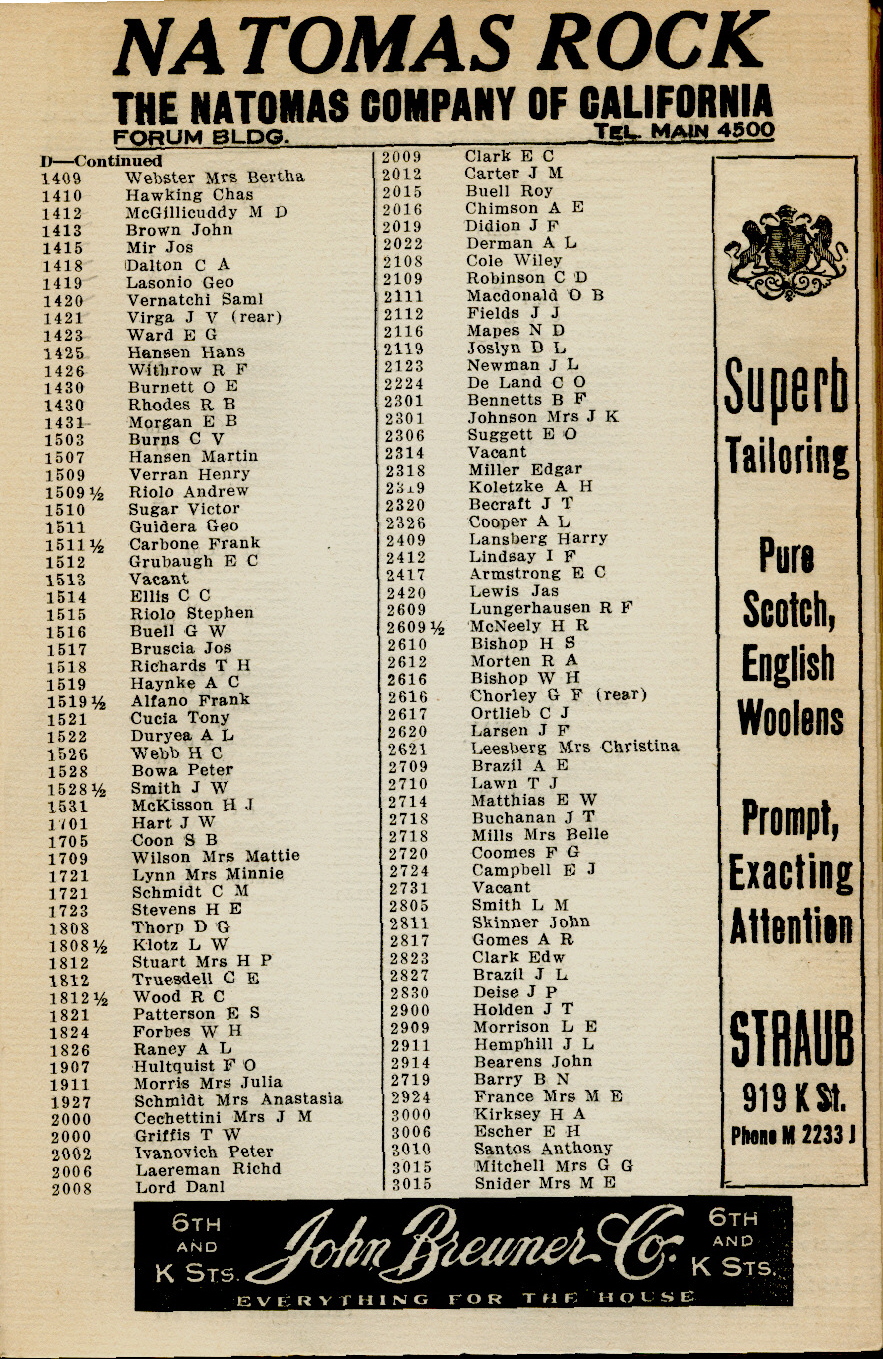 NATOMAS ROCK
THE NATOMAS COMPANY OF CALIFORNIA
FORUM BLDG. TEL. MAIN 4500
D—Continued
1409 Webster Mrs Bertha
1410 Hawking Chas
1412 McGillicuddy M D
1413 Brown John
1415 Mir Jos
1418 Dalton C A
1419 Lasonio Geo
1420 Vernatchi Saml
1421 Virga J V (rear)
1423 Ward E G
1425 Hansen Hans
1426 Withrow R F
1430 Burnett O E
1430 Rhodes R B
1431 Morgan E B
1503 Burns C V
1507 Hansen Martin
1509 Verran Henry
1509½ Riolo Andrew
1510 Sugar Victor
1511 Guidera Geo
1511½ Carbone Frank
1512 Grubaugh E C
1513 Vacant
1514 Ellis C C
1515 Riolo Stephen
1516 Buell G W
1517 Bruscia Jos
1518 Richards T H
1519 Haynke A C
1519½ Alfano Frank
1521 Cucia Tony
1522 Duryea A L
1526 Webb H C
1528 Bowa Peter
1528½ Smith J W
1531 McKisson H J
1701 Hart J W
1705 Coon S B
1709 Wilson Mrs Mattie
1721 Lynn Mrs Minnie
1721 Schmidt C M
1723 Stevens H E
1808 Thorp D G
1808½ Klotz L W
1812 Stuart Mrs H P
1812 Truesdell C E
1812½ Wood R C
1821 Patterson E S
1824 Forbes W H
1826 Raney A L
1907 Hultquist F O
1911 Morris Mrs Julia
1927 Schmidt Mrs Anastasia
2000 Cechettini Mrs J M
2000 Griffis T W
2002 Ivanovich Peter
2006 Laereman Richd
2008 Lord Danl
2009 Clark E C
2012 Carter J M
2015 Buell Roy
2016 Chimson A E
2019 Didion J F
2022 Derman A L
2108 Cole Wiley
2109 Robinson C D
2111 Macdonald O B
2112 Fields J J
2116 Mapes N D
2119 Joslyn D L
2123 Newman J L
2224 De Land C O
2301 Bennetts B F
2301 Johnson Mrs J K
2306 Suggett E O
2314 Vacant
2318 Miller Edgar
2319 Koletzke A H
2320 Becraft J T
2326 Cooper A L
2409 Lansberg Harry
2412 Lindsay I F
2417 Armstrong E C
2420 Lewis Jas
2609 Lungerhausen R F
2609½ McNeely H R
2610 Bishop H S
2612 Morten R A
2616 Bishop W H
2616 Chorley G F (rear)
2617 Ortlieb C J
2620 Larsen J F
2621 Leesberg Mrs Christina
2709 Brazil A E
2710 Lawn T J
2714 Matthias E W
2718 Buchanan J T
2718 Mills Mrs Belle
2720 Coomes F G
2724 Campbell E J
2731 Vacant
2805 Smith L M
2811 Skinner John
2817 Gomes A R
2823 Clark Edw
2827 Brazil J L
2830 Deise J P
2900 Holden J T
2909 Morrison L E
2911 Hemphill J L
2914 Bearens John
2719 Barry B N
2924 France Mrs M E
3000 Kirksey H A
3006 Escher E H
3010 Santos Anthony
3015 Mitchell Mrs G G
3015 Snider Mrs M E
Superb
Tailoring
Pure
Scotch,
English
Woolens
Prompt,
Exacting
Attention
STRAUB
919 K St.
Phone M 2233 J
6TH
AND
K STS.
John Breuner Co.
6TH
AND
K STS.
EVERYTHING FOR THE HOUSE